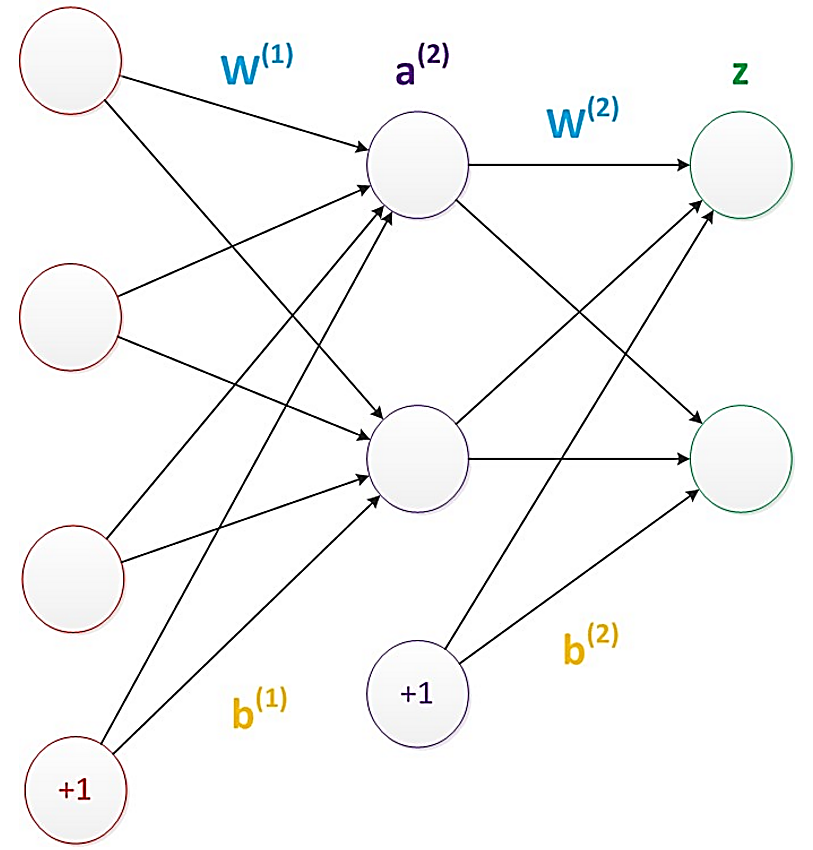 W(1)
a(2)
z
W(2)
b(2)
+1
b(1)
+1